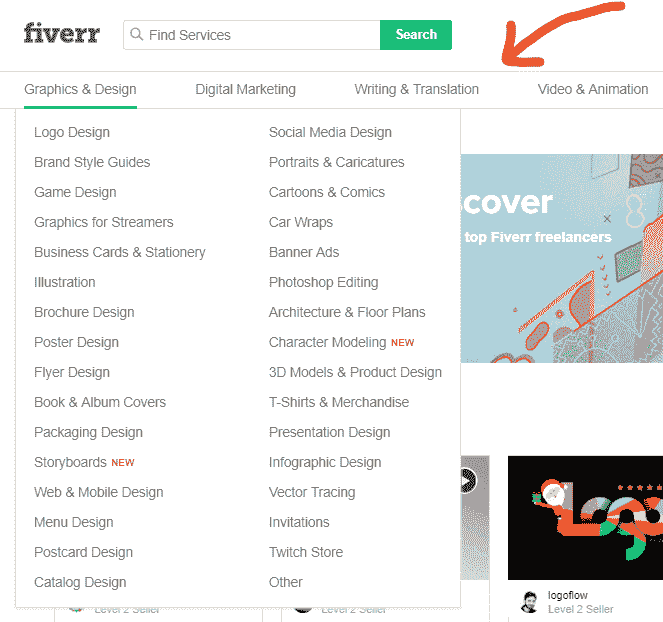 fiverr
Find Services
Search
Graphics & Design
Digital Marketing
Writing & Translation
Video & Animation
Logo Design
Brand Style Guides
Game Design
Graphics for Streamers
Business Cards & Stationery
Illustration
Brochure Design
Poster Design
Flyer Design
Book & Album Covers
Packaging Design
Storyboards NEW
Web & Mobile Design
Menu Design
Postcard Design
Catalog Design
Social Media Design
Portraits & Caricatures
Cartoons & Comics
Car Wraps
Banner Ads
Photoshop Editing
Architecture & Floor Plans
Character Modeling NEW
3D Models & Product Design
T-Shirts & Merchandise
Presentation Design
Infographic Design
Vector Tracing
Invitations
Twitch Store
Other
cover
top Fiverr freelancers
Logo
logoflow
Level 2 Seller
Level 2 Seller
Level 2 Seller